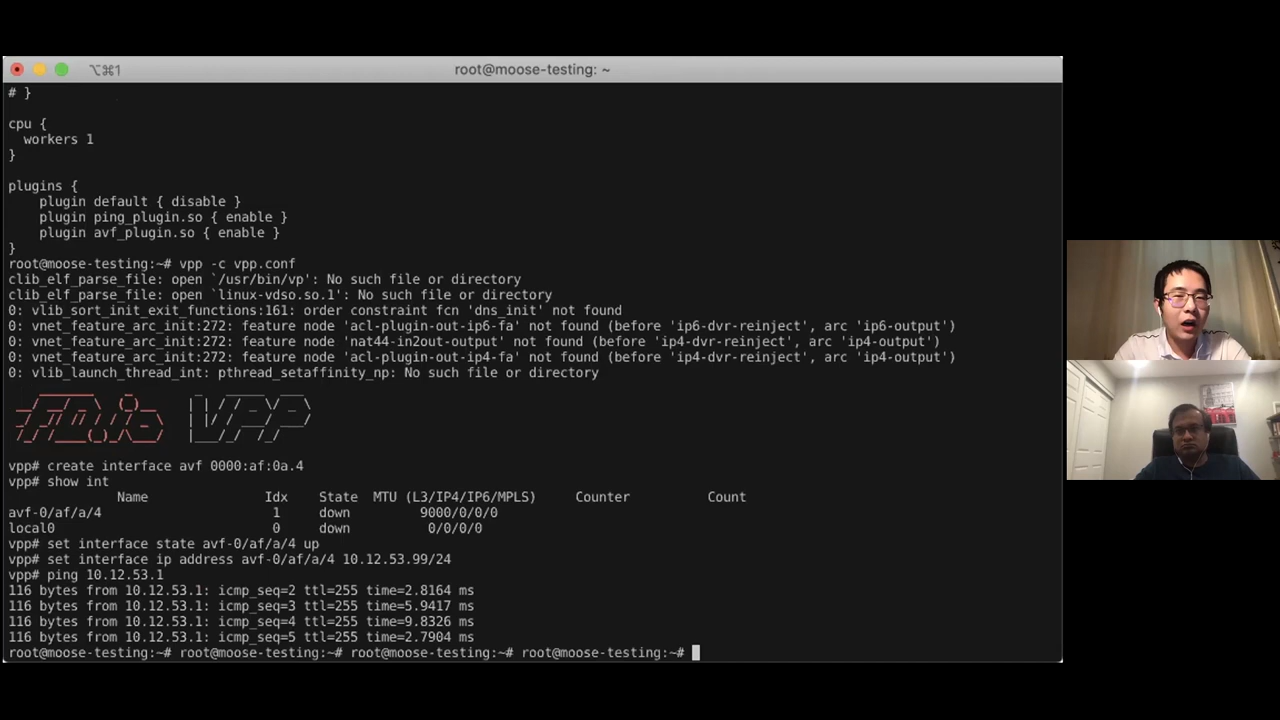 ⌥⌘1
root@moose-testing: ~
# }
cpu {
workers 1
}
plugins {
plugin default { disable }
plugin ping_plugin.so { enable }
plugin avf_plugin.so { enable }
}
root@moose-testing:~# vpp -c vpp.conf
clib_elf_parse_file: open `/usr/bin/vp': No such file or directory
clib_elf_parse_file: open `linux-vdso.so.1': No such file or directory
0: vlib_sort_init_exit_functions:161: order constraint fcn 'dns_init' not found
0: vnet_feature_arc_init:272: feature node 'acl-plugin-out-ip6-fa' not found (before 'ip6-dvr-reinject', arc 'ip6-output')
0: vnet_feature_arc_init:272: feature node 'nat44-in2out-output' not found (before 'ip4-dvr-reinject', arc 'ip4-output')
0: vnet_feature_arc_init:272: feature node 'acl-plugin-out-ip4-fa' not found (before 'ip4-dvr-reinject', arc 'ip4-output')
0: vlib_launch_thread_int: pthread_setaffinity_np: No such file or directory
FD.io VPP
vpp# create interface avf 0000:af:0a.4
vpp# show int
Name Idx State MTU (L3/IP4/IP6/MPLS) Counter Count
avf-0/af/a/4 1 down 9000/0/0/0
local0 0 down 0/0/0/0
vpp# set interface state avf-0/af/a/4 up
vpp# set interface ip address avf-0/af/a/4 10.12.53.99/24
vpp# ping 10.12.53.1
116 bytes from 10.12.53.1: icmp_seq=2 ttl=255 time=2.8164 ms
116 bytes from 10.12.53.1: icmp_seq=3 ttl=255 time=5.9417 ms
116 bytes from 10.12.53.1: icmp_seq=4 ttl=255 time=9.8326 ms
116 bytes from 10.12.53.1: icmp_seq=5 ttl=255 time=2.7904 ms
root@moose-testing:~# root@moose-testing:~# root@moose-testing:~# root@moose-testing:~#